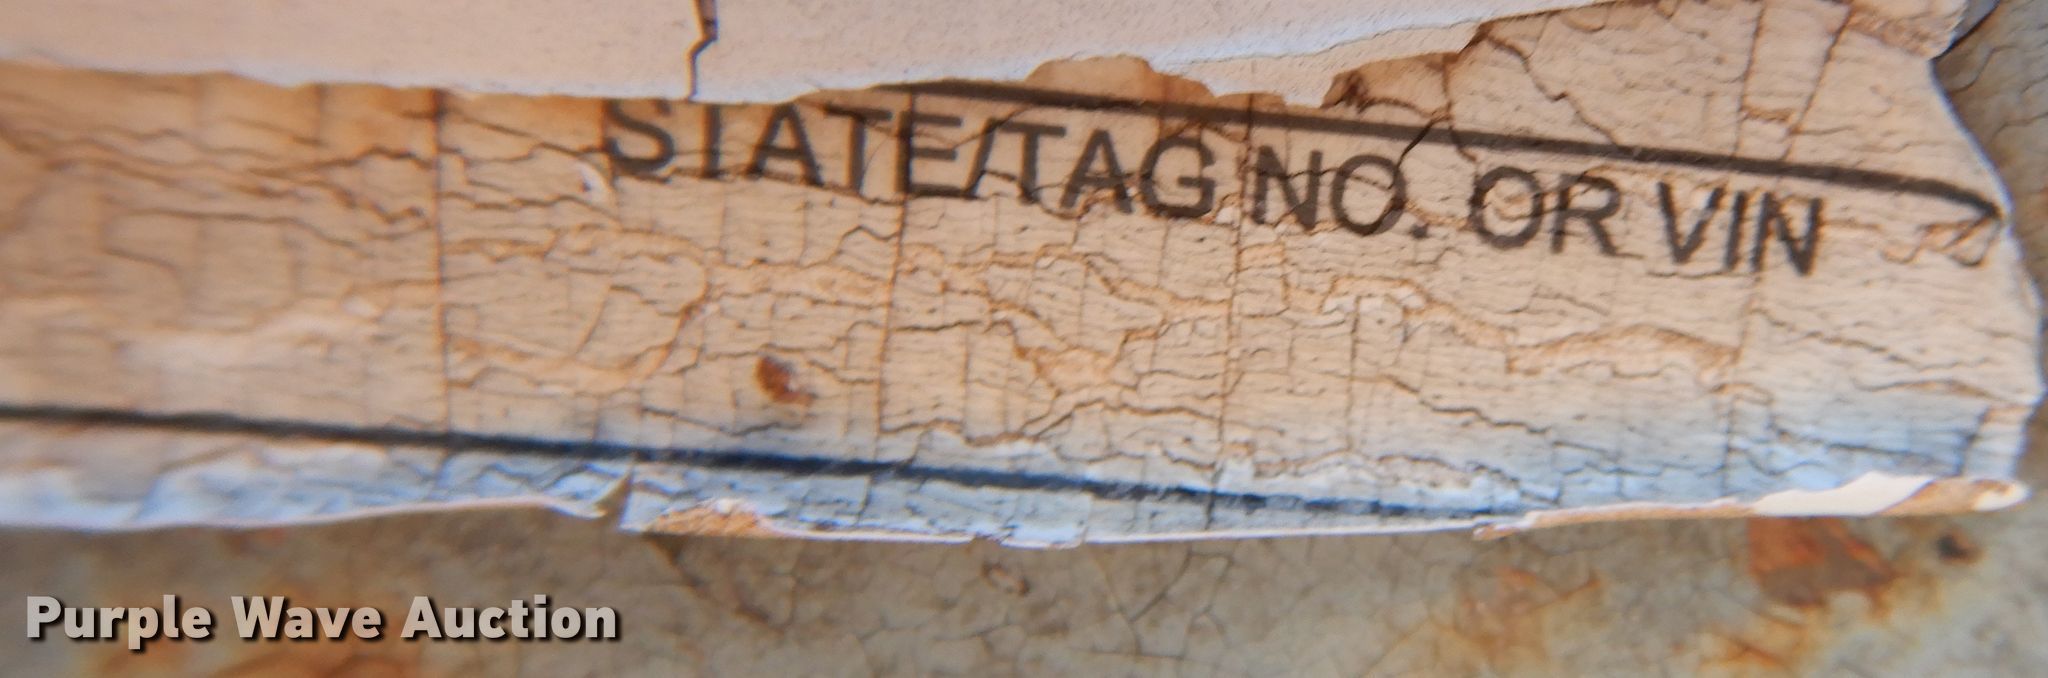 STATE/TAG NO. OR VIN
Purple Wave Auction